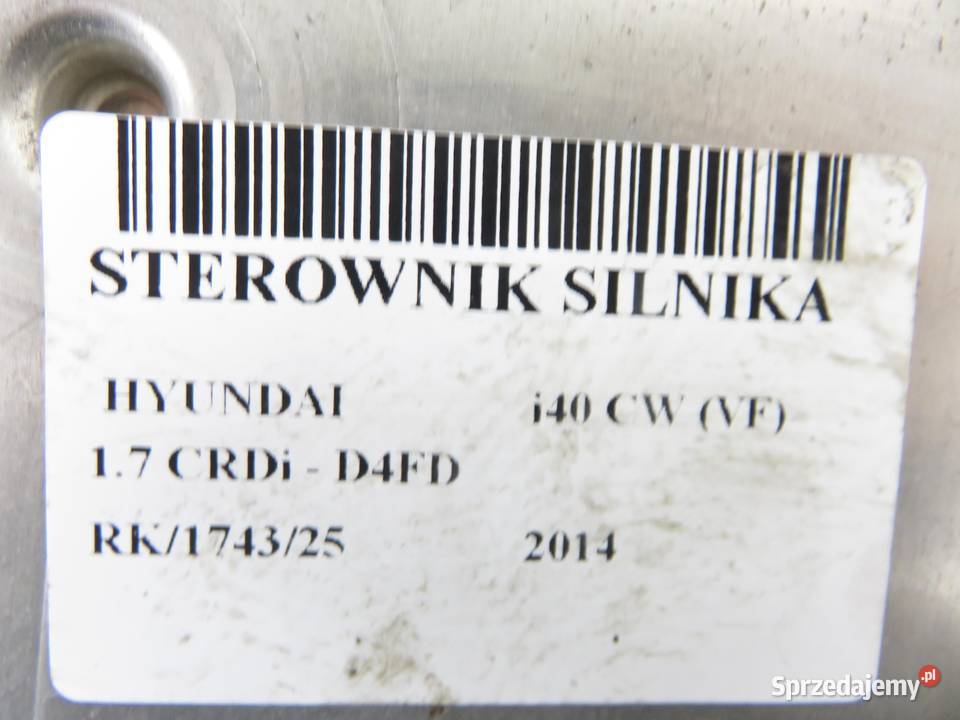 STEROWNIK SILNIKA
HYUNDAI i40 CW (VF)
1.7 CRDi - D4FD
RK/1743/25 2014
Sprzedajemy.pl